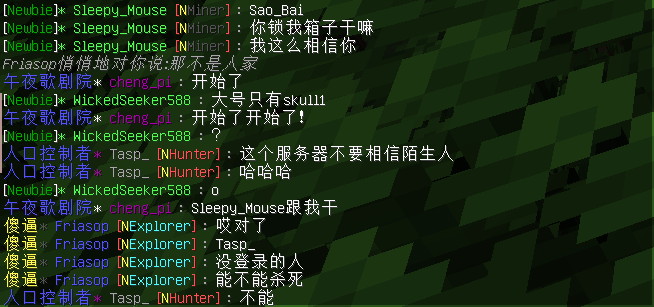 [Newbie]* Sleepy_Mouse [NMiner] : Sao_Bai
[Newbie]* Sleepy_Mouse [NMiner] : 你锁我箱子干嘛
[Newbie]* Sleepy_Mouse [NMiner] : 我这么相信你
Friasop悄悄地对你说:那不是人家
午夜歌剧院* cheng_pi : 开始了
[Newbie]* WickedSeeker588 : 大号只有skull1
午夜歌剧院* cheng_pi : 开始了开始了!
[Newbie]* WickedSeeker588 : ?
人口控制者* Tasp_ [NHunter] : 这个服务器不要相信陌生人
人口控制者* Tasp_ [NHunter] : 哈哈哈
[Newbie]* WickedSeeker588 : o
午夜歌剧院* cheng_pi : Sleepy_Mouse跟我干
傻逼* Friasop [NExplorer] : 哎对了
傻逼* Friasop [NExplorer] : Tasp_
傻逼* Friasop [NExplorer] : 没登录的人
傻逼* Friasop [NExplorer] : 能不能杀死
人口控制者* Tasp_ [NHunter] : 不能